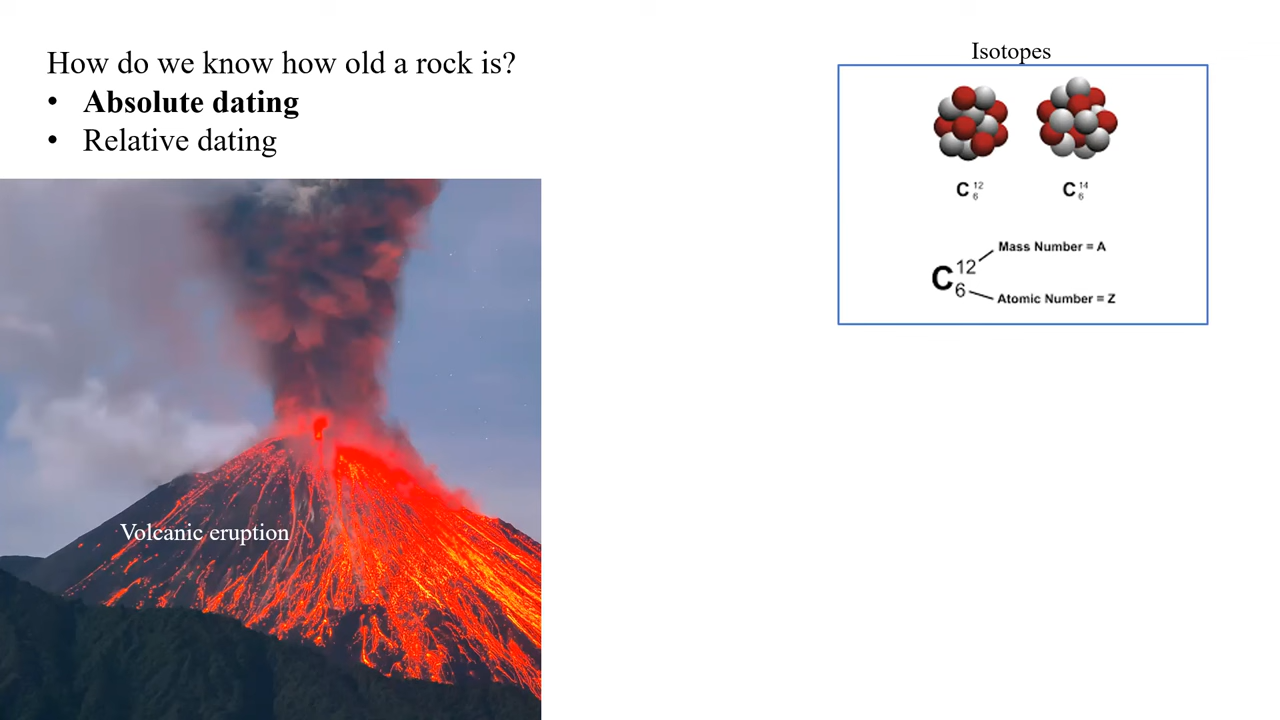 How do we know how old a rock is?
• Absolute dating
• Relative dating
Volcanic eruption
Isotopes
C 12 6
C 14 6
Mass Number = A
C 12 6
Atomic Number = Z